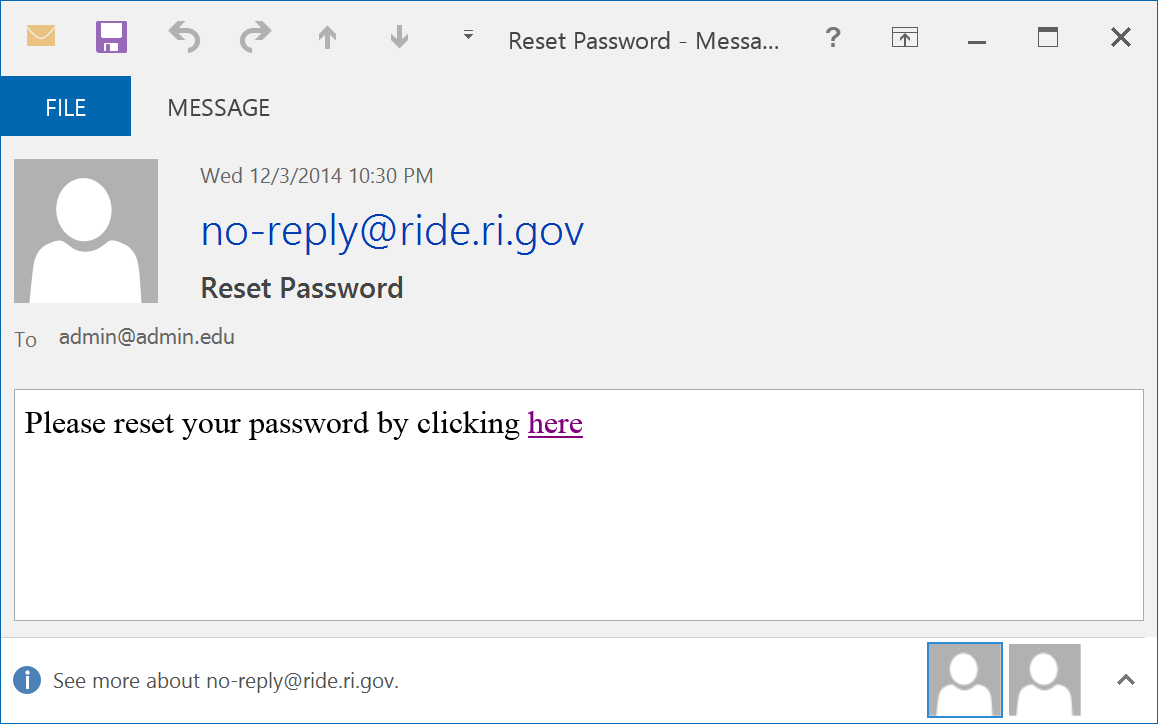 Reset Password - Messa...
?
FILE
MESSAGE
Wed 12/3/2014 10:30 PM
no-reply@ride.ri.gov
Reset Password
To admin@admin.edu
Please reset your password by clicking here
i See more about no-reply@ride.ri.gov.